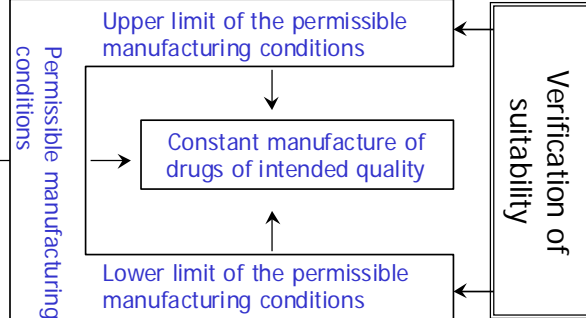 Upper limit of the permissible
manufacturing conditions
Permissible manufacturing
conditions
Constant manufacture of
drugs of intended quality
Verification of
suitability
Lower limit of the permissible
manufacturing conditions